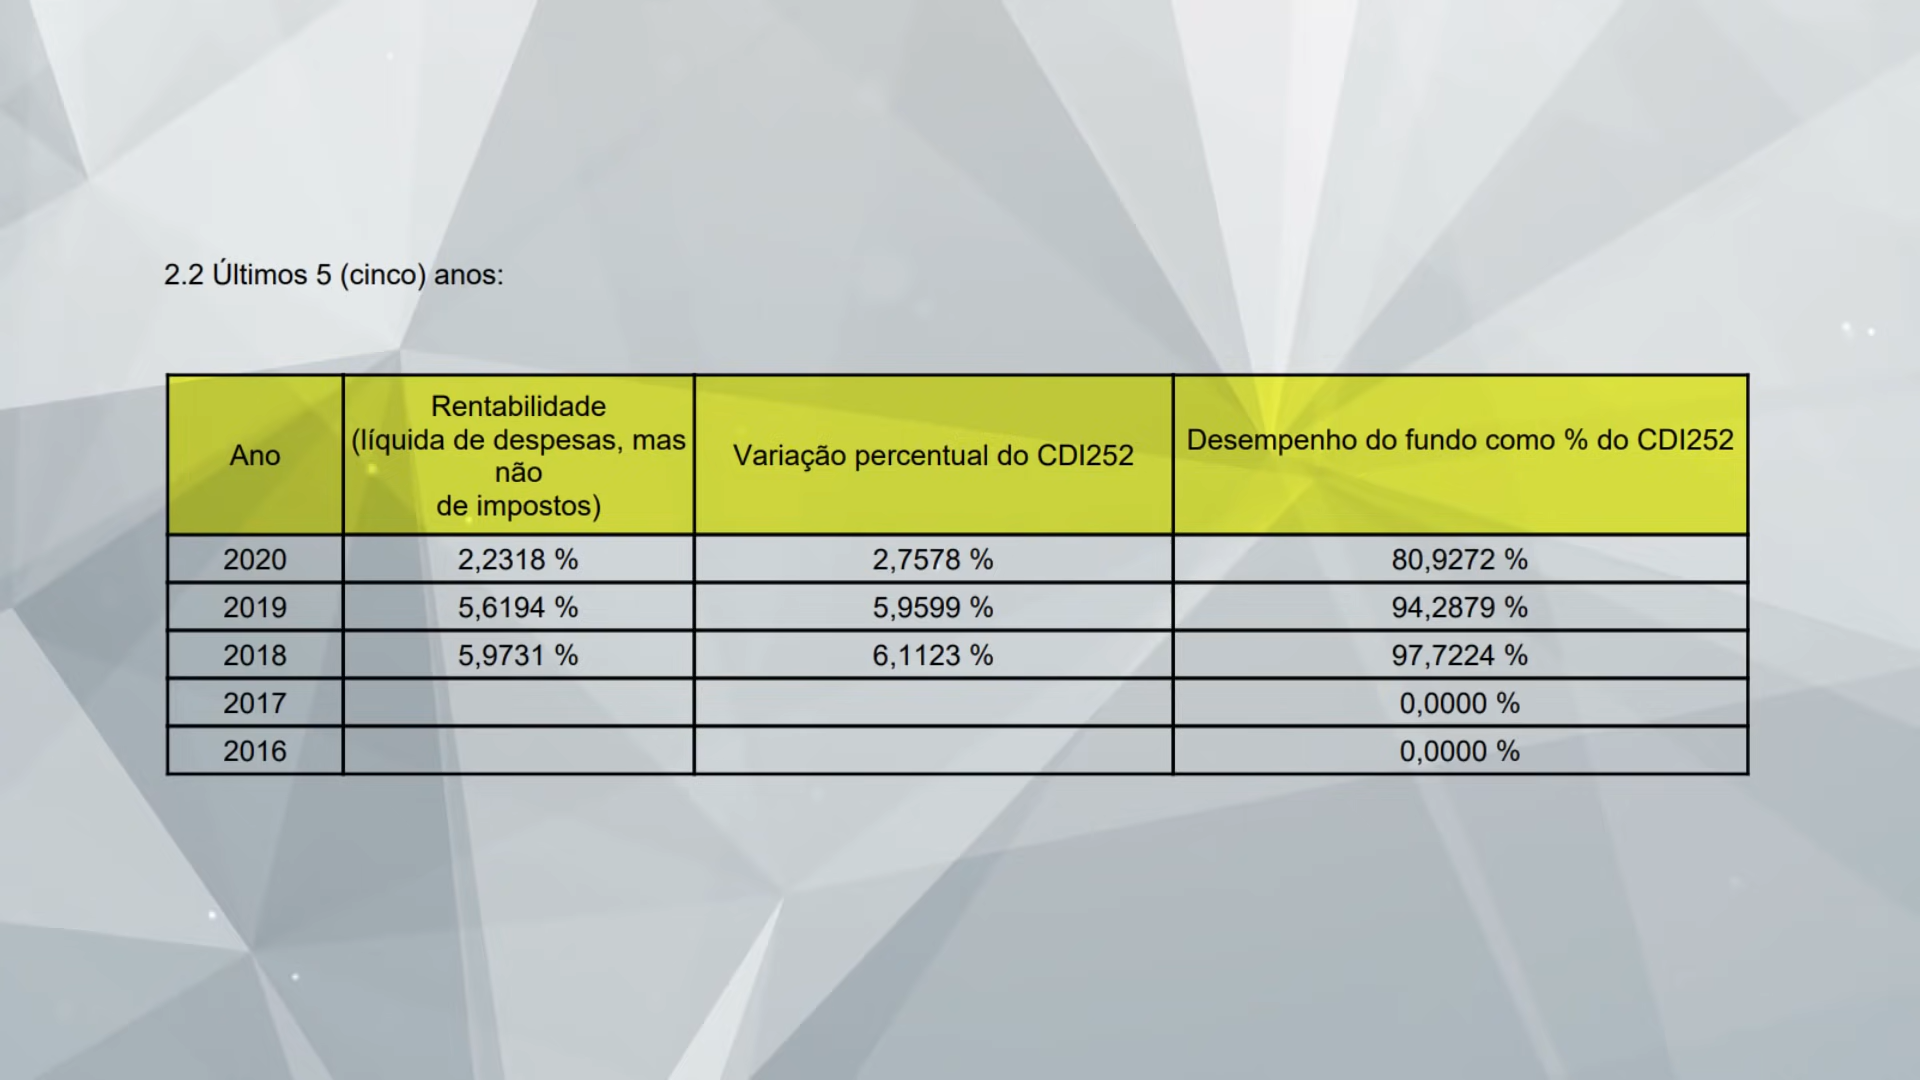 2.2 Últimos 5 (cinco) anos:
Ano
Rentabilidade
(líquida de despesas, mas
não
de impostos)
Variação percentual do CDI252
Desempenho do fundo como % do CDI252
2020 2,2318 % 2,7578 % 80,9272 %
2019 5,6194 % 5,9599 % 94,2879 %
2018 5,9731 % 6,1123 % 97,7224 %
2017 0,0000 %
2016 0,0000 %